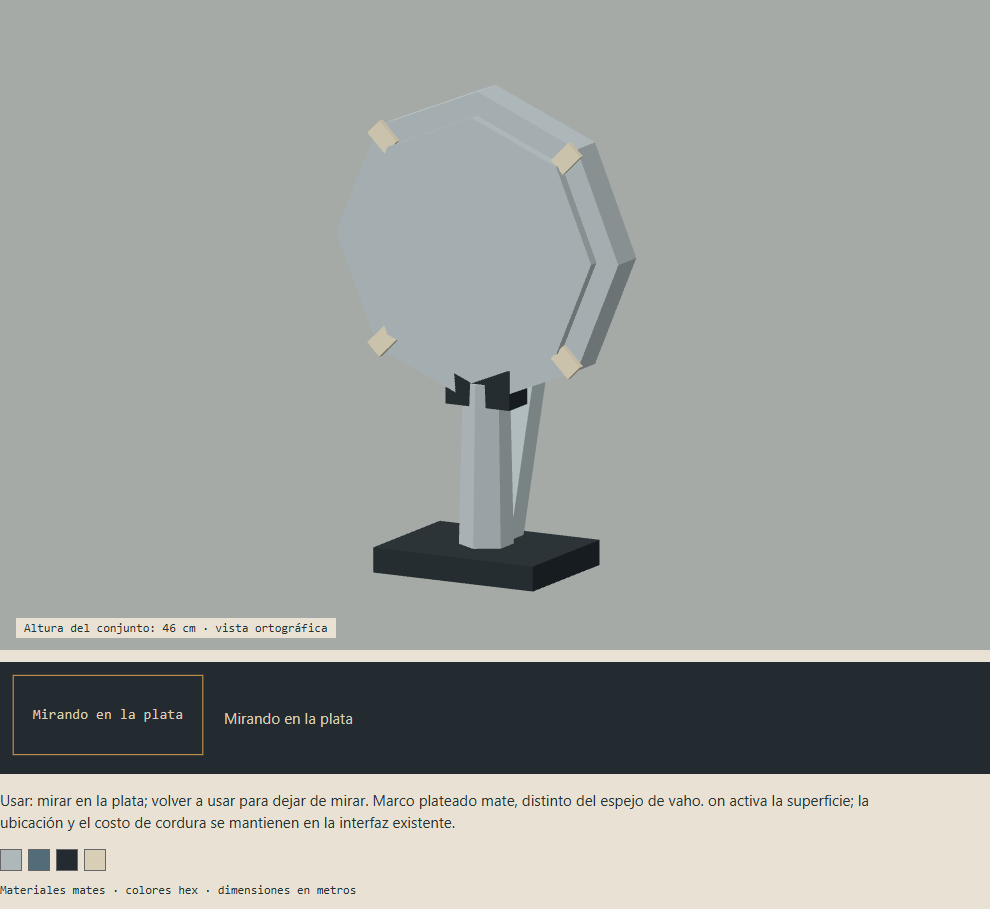 Altura del conjunto: 46 cm · vista ortográfica
Mirando en la plata
Mirando en la plata
Usar: mirar en la plata; volver a usar para dejar de mirar. Marco plateado mate, distinto del espejo de vaho. on activa la superficie; la
ubicación y el costo de cordura se mantienen en la interfaz existente.
Materiales mates · colores hex · dimensiones en metros